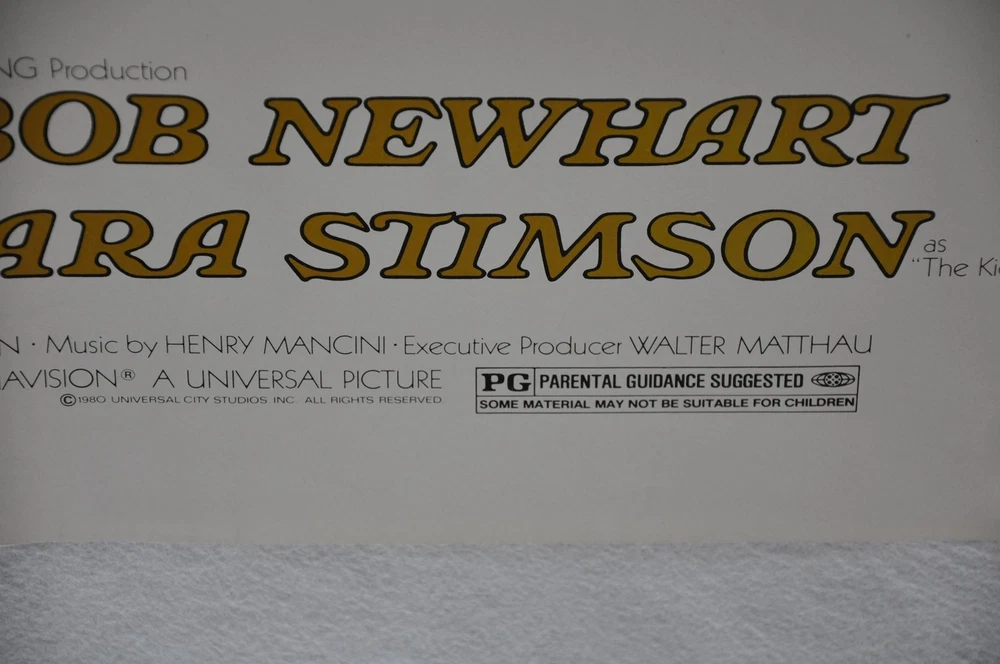 NG Production
BOB NEWHART
ARA STIMSON as
"The Ki
N · Music by HENRY MANCINI · Executive Producer WALTER MATTHAU
AVISION® A UNIVERSAL PICTURE
©1980 UNIVERSAL CITY STUDIOS INC. ALL RIGHTS RESERVED
PG PARENTAL GUIDANCE SUGGESTED
SOME MATERIAL MAY NOT BE SUITABLE FOR CHILDREN